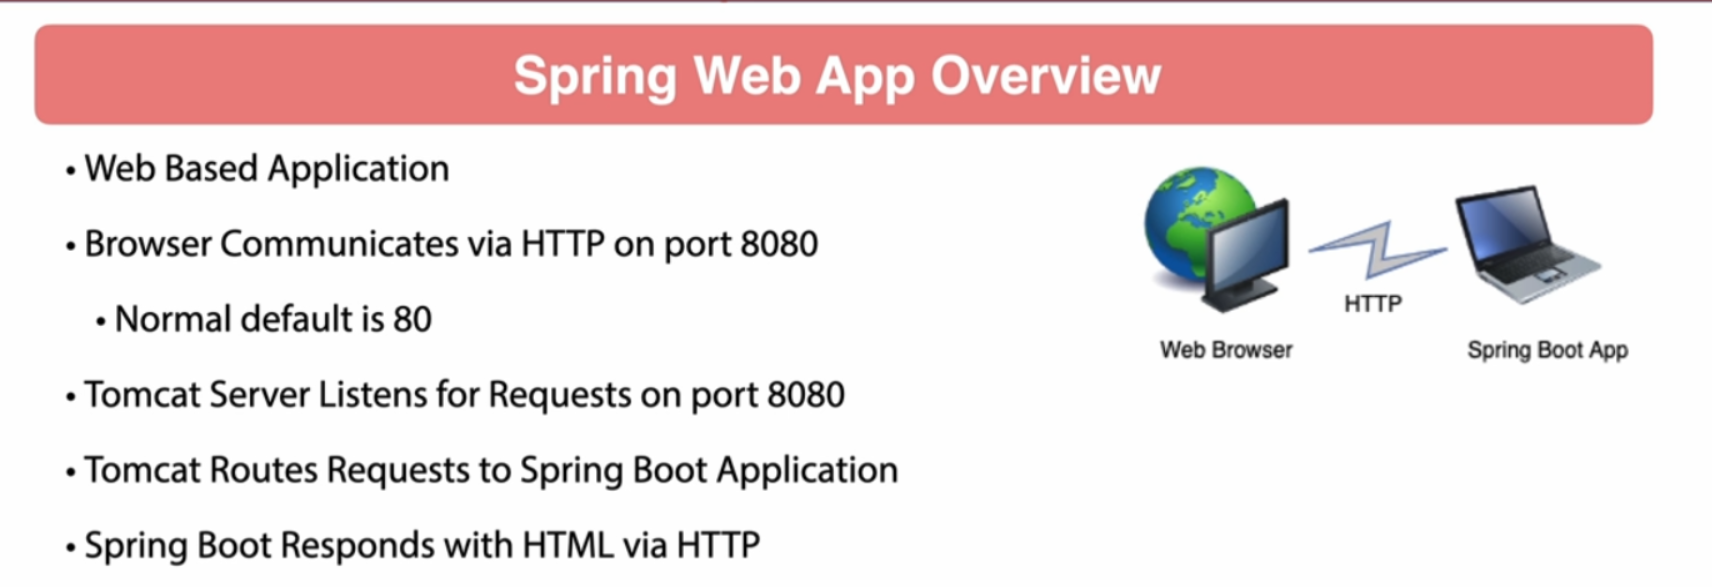 Spring Web App Overview
• Web Based Application
• Browser Communicates via HTTP on port 8080
• Normal default is 80
• Tomcat Server Listens for Requests on port 8080
• Tomcat Routes Requests to Spring Boot Application
• Spring Boot Responds with HTML via HTTP
HTTP
Web Browser
Spring Boot App